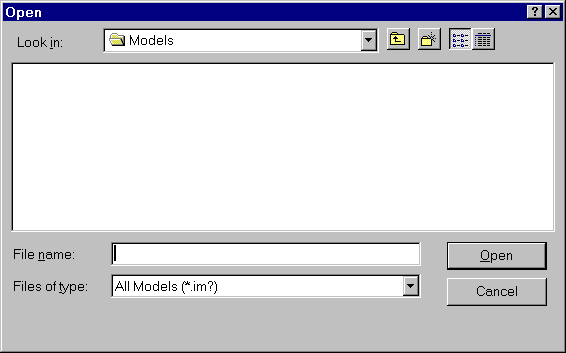 Open
Look in:
Models
File name:
Open
Files of type:
All Models (*.im?)
Cancel